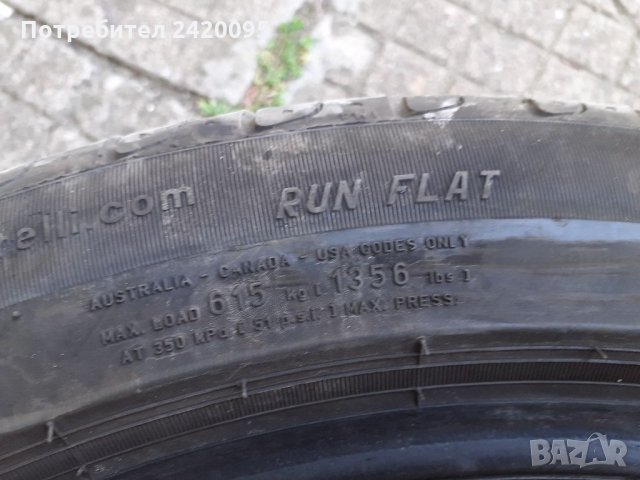 Потребител 2420095
relli.com RUN FLAT
AUSTRALIA - CANADA - USA CODES ONLY
MAX. LOAD 615 kg [ 1356 lbs ]
AT 350 kPa [ 51 p.s.i. ] MAX. PRESS.
BAZAR